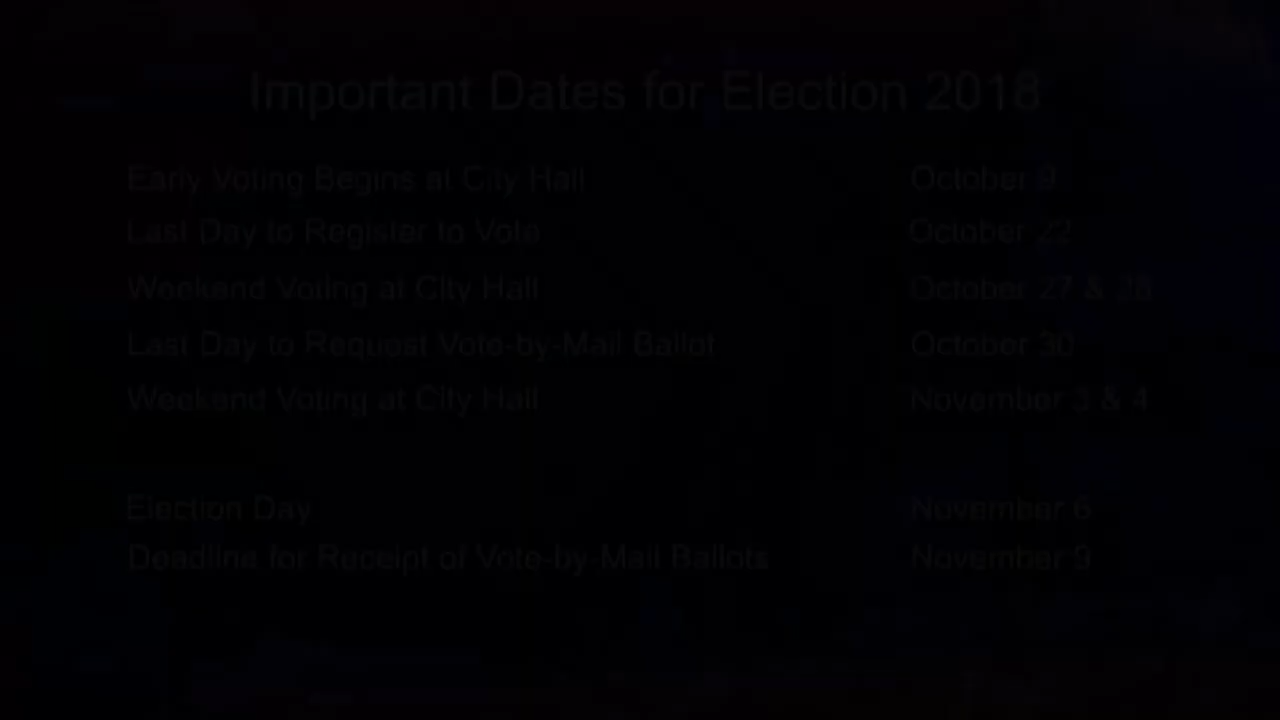 Important Dates for Election 2018
Early Voting Begins at City Hall October 9
Last Day to Register to Vote October 22
Weekend Voting at City Hall October 27 & 28
Last Day to Request Vote-by-Mail Ballot October 30
Weekend Voting at City Hall November 3 & 4
Election Day November 6
Deadline for Receipt of Vote-by-Mail Ballots November 9